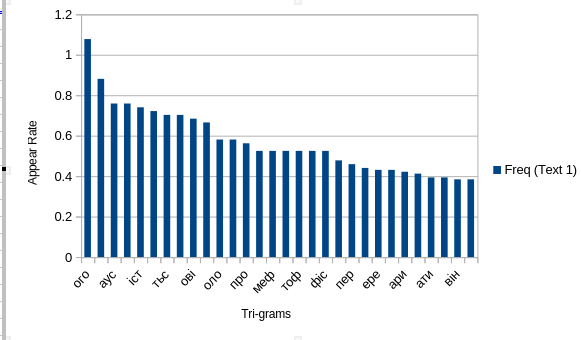 1.2
1
0.8
0.6
0.4
0.2
0
Appear Rate
ого
аус
іст
тьс
ові
оло
про
меф
тоф
фіс
пер
ере
ари
ати
він
Tri-grams
Freq (Text 1)